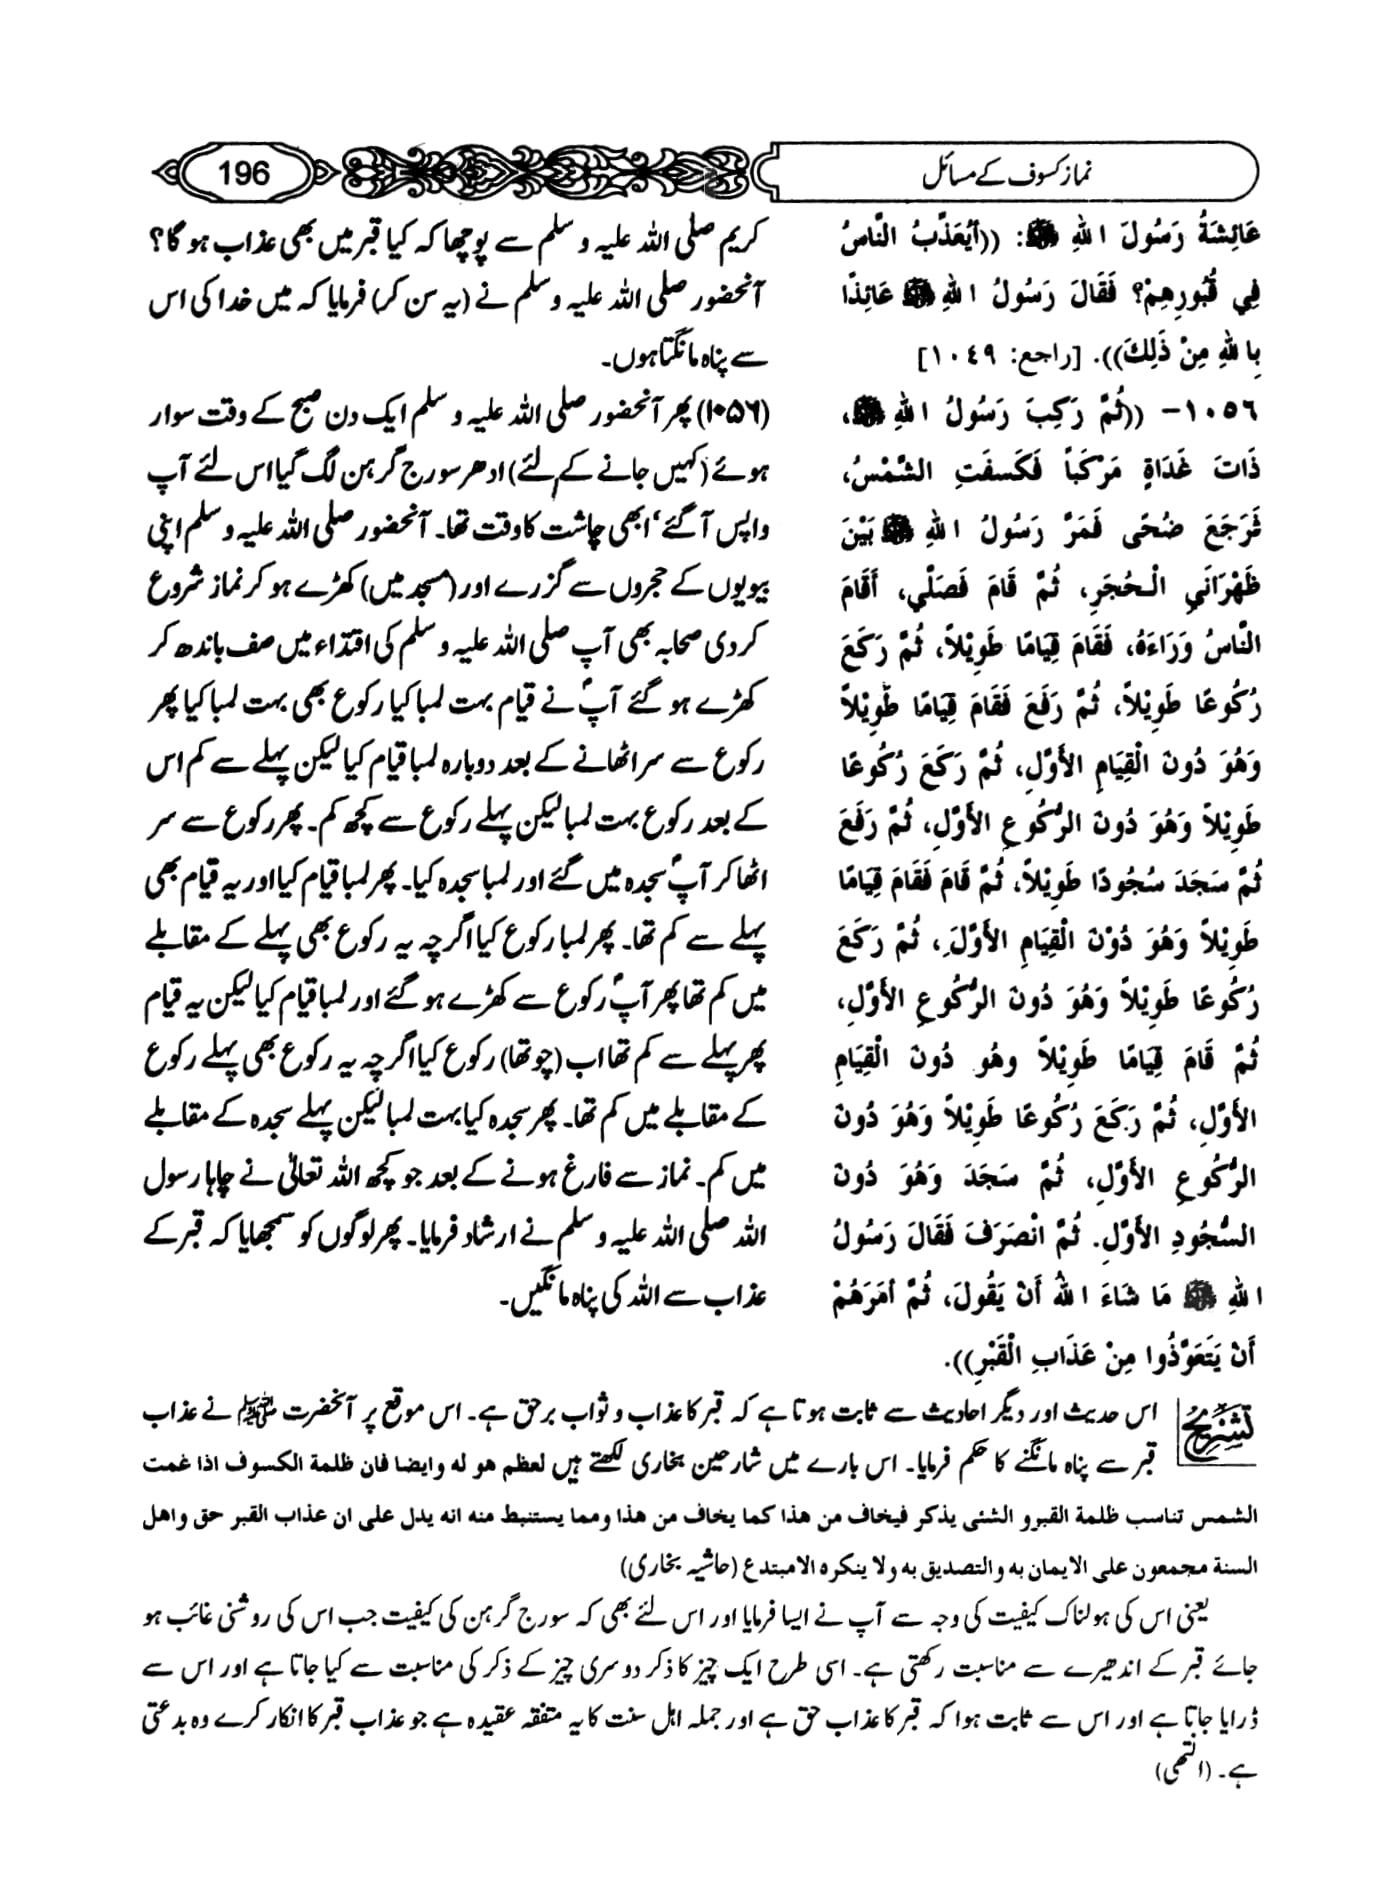 نماز کسوف کے مسائل
196
عَائِشَةُ رَسُولَ اللهِ ﷺ: ((أَيُعَذَّبُ النَّاسُ
فِي قُبُورِهِمْ؟ فَقَالَ رَسُولُ اللهِ ﷺ عَائِذًا
بِاللهِ مِنْ ذَلِكَ)). [راجع: ١٠٤٩]
١٠٥٦- ((ثُمَّ رَكِبَ رَسُولُ اللهِ ﷺ،
ذَاتَ غَدَاةٍ مَرْكَبًا فَكَسفَتِ الشَّمْسُ،
فَرَجَعَ ضُحًى فَمَرَّ رَسُولُ اللهِ ﷺ بَيْنَ
ظَهْرَانَيِ الْحُجَرِ، ثُمَّ قَامَ فَصَلّي، أَقَامَ
النَّاسُ وَرَاءَهُ، فَقَامَ قِيَامًا طَوِيْلاً، ثُمَّ رَكَعَ
رُكُوعًا طَوِيْلاً، ثُمَّ رَفَعَ فَقَامَ قِيَامًا طَوِيْلاً
وَهُوَ دُونَ الْقِيَامِ الأَوَّلِ، ثُمَّ رَكَعَ رُكُوعًا
طَوِيْلاً وَهُوَ دُونَ الرُّكُوعِ الأَوَّلِ، ثُمَّ رَفَعَ
ثُمَّ سَجَدَ سُجُودًا طَوِيْلاً، ثُمَّ قَامَ فَقَامَ قِيَامًا
طَوِيْلاً وَهُوَ دُوْنَ الْقِيَامِ الأَوَّلَ، ثُمَّ رَكَعَ
رُكُوعًا طَوِيْلاً وَهُوَ دُونَ الرُّكُوعِ الأَوَّلِ،
ثُمَّ قَامَ قِيَامًا طَوِيْلاً وهُو دُونَ الْقِيَامِ
الأَوَّلِ، ثُمَّ رَكَعَ رُكُوعًا طَوِيْلاً وَهُوَ دُونَ
الرُّكُوعِ الأَوَّلِ، ثُمَّ سَجَدَ وَهُوَ دُونَ
السُّجُودِ الأَوَّلِ. ثُمَّ انْصَرَفَ فَقَالَ رَسُولُ
اللهِ ﷺ مَا شَاءَ اللهُ أَنْ يَقُولَ، ثُمَّ أمَرَهُمْ
أَنْ يَتَعَوَّذُوا مِنْ عَذَابِ الْقَبْرِ)).
کریم صلی اللہ علیہ وسلم سے پوچھا کہ کیا قبر میں بھی عذاب ہو گا؟
آنحضور صلی اللہ علیہ وسلم نے (یہ سن کر) فرمایا کہ میں خدا کی اس
سے پناہ مانگتا ہوں۔
(۱۰۵۶) پھر آنحضور صلی اللہ علیہ وسلم ایک دن صبح کے وقت سوار
ہوئے (کہیں جانے کے لئے) ادھر سورج گرہن لگ گیا اس لئے آپ
واپس آگئے‘ ابھی چاشت کا وقت تھا۔ آنحضور صلی اللہ علیہ وسلم اپنی
بیویوں کے حجروں سے گزرے اور (مسجد میں) کھڑے ہو کر نماز شروع
کر دی صحابہ بھی آپ صلی اللہ علیہ وسلم کی اقتداء میں صف باندھ کر
کھڑے ہو گئے آپؐ نے قیام بہت لمبا کیا رکوع بھی بہت لمبا کیا پھر
رکوع سے سر اٹھانے کے بعد دوبارہ لمبا قیام کیا لیکن پہلے سے کم اس
کے بعد رکوع بہت لمبا لیکن پہلے رکوع سے کچھ کم۔ پھر رکوع سے سر
اٹھا کر آپؐ سجدہ میں گئے اور لمبا سجدہ کیا۔ پھر لمبا قیام کیا اور یہ قیام بھی
پہلے سے کم تھا۔ پھر لمبا رکوع کیا اگرچہ یہ رکوع بھی پہلے کے مقابلے
میں کم تھا پھر آپؐ رکوع سے کھڑے ہو گئے اور لمبا قیام کیا لیکن یہ قیام
پھر پہلے سے کم تھا اب (چوتھا) رکوع کیا اگرچہ یہ رکوع بھی پہلے رکوع
کے مقابلے میں کم تھا۔ پھر سجدہ کیا بہت لمبا لیکن پہلے سجدہ کے مقابلے
میں کم۔ نماز سے فارغ ہونے کے بعد جو کچھ اللہ تعالیٰ نے چاہا رسول
اللہ صلی اللہ علیہ وسلم نے ارشاد فرمایا۔ پھر لوگوں کو سمجھایا کہ قبر کے
عذاب سے اللہ کی پناہ مانگیں۔
تشریح اس حدیث اور دیگر احادیث سے ثابت ہوتا ہے کہ قبر کا عذاب و ثواب برحق ہے۔ اس موقع پر آنحضرت ﷺ نے عذاب
قبر سے پناہ مانگنے کا حکم فرمایا۔ اس بارے میں شارحین بخاری لکھتے ہیں لعظم هو له وايضا فان ظلمة الكسوف اذا غمت
الشمس تناسب ظلمة القبرو الشئى يذكر فيخاف من هذا كما يخاف من هذا ومما يستنبط منه انه يدل على ان عذاب القبر حق واهل
السنة مجمعون على الايمان به والتصديق به ولا ينكره الامبتدع (حاشیہ بخاری)
یعنی اس کی ہولناک کیفیت کی وجہ سے آپ نے ایسا فرمایا اور اس لئے بھی کہ سورج گرہن کی کیفیت جب اس کی روشنی غائب ہو
جائے قبر کے اندھیرے سے مناسبت رکھتی ہے۔ اسی طرح ایک چیز کا ذکر دوسری چیز کے ذکر کی مناسبت سے کیا جاتا ہے اور اس سے
ڈرایا جاتا ہے اور اس سے ثابت ہوا کہ قبر کا عذاب حق ہے اور جملہ اہل سنت کا یہ متفقہ عقیدہ ہے جو عذاب قبر کا انکار کرے وہ بدعتی
ہے۔ (انتہی)